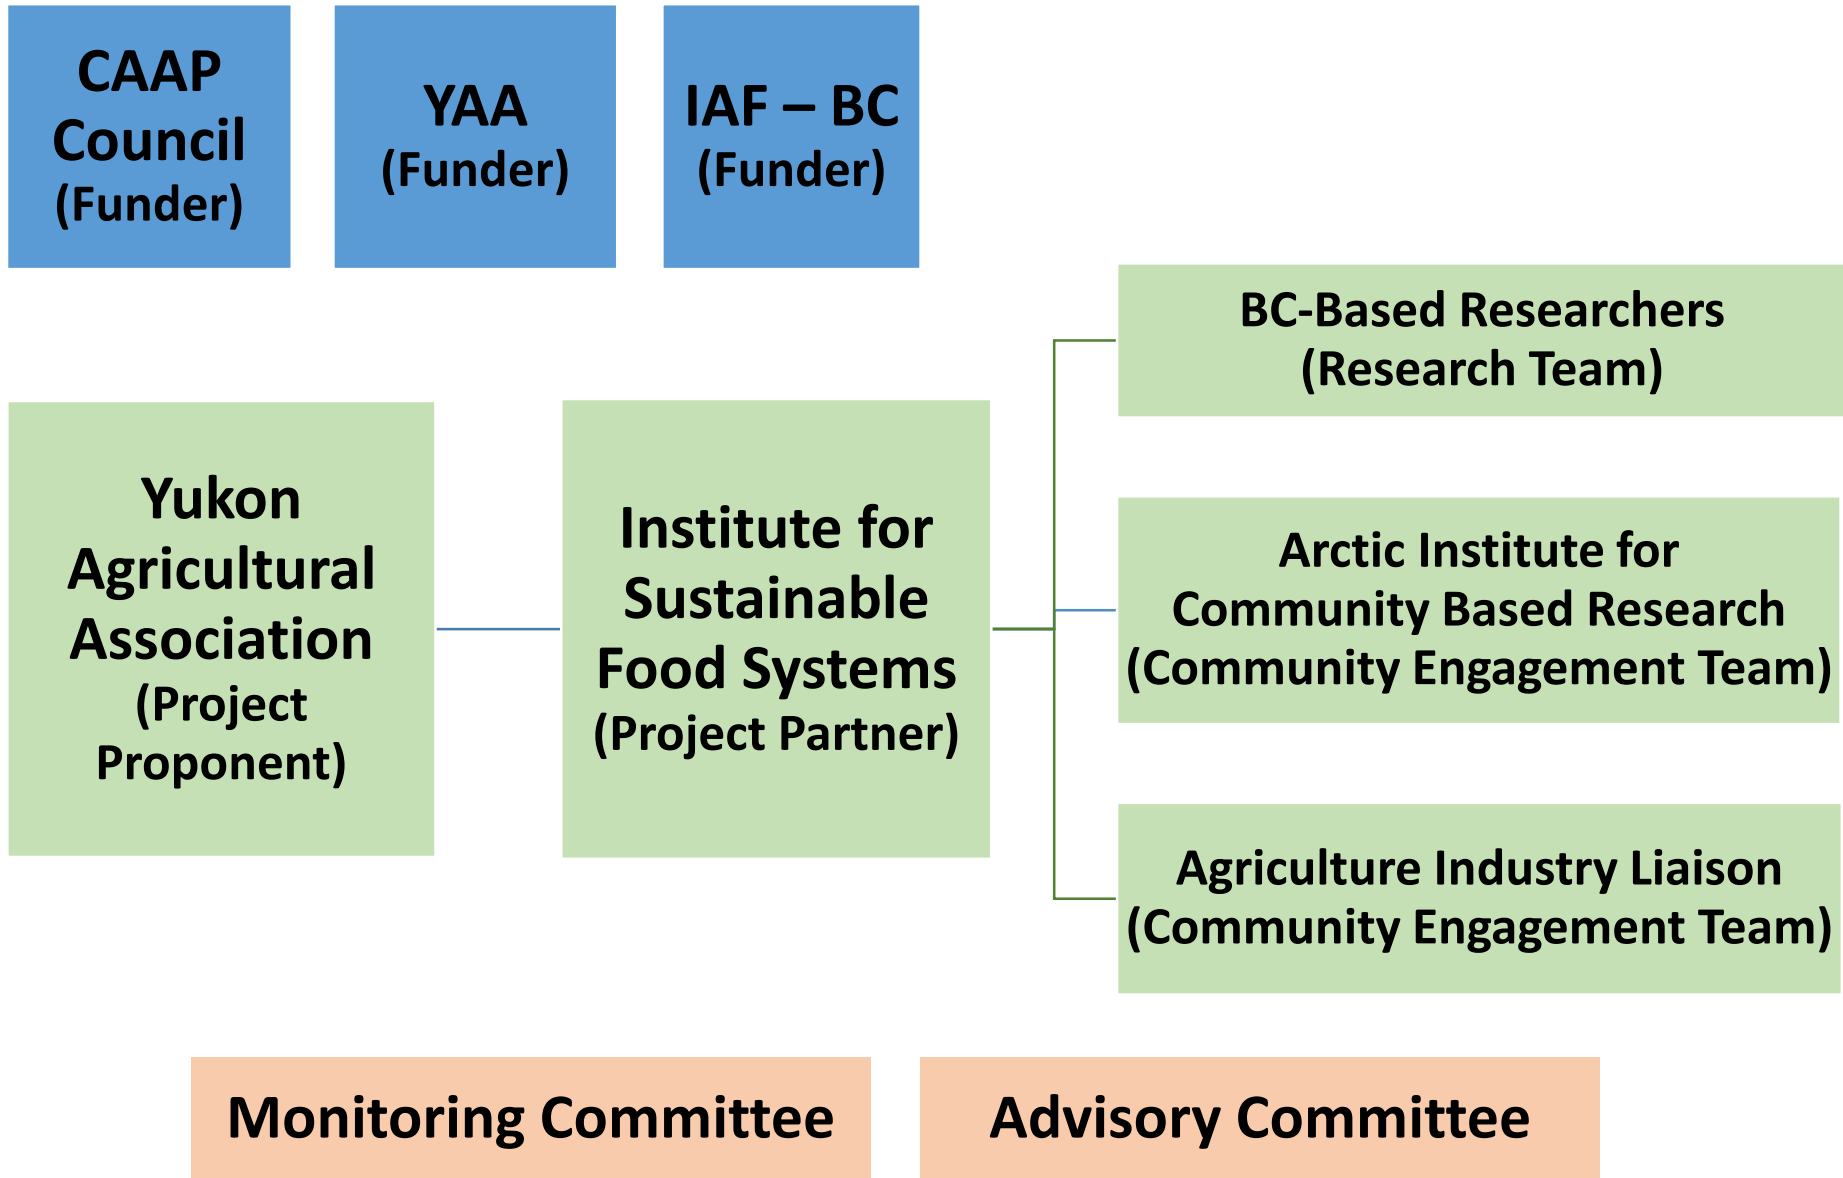 CAAP
Council
(Funder)
YAA
(Funder)
IAF – BC
(Funder)
Yukon
Agricultural
Association
(Project
Proponent)
Institute for
Sustainable
Food Systems
(Project Partner)
BC-Based Researchers
(Research Team)
Arctic Institute for
Community Based Research
(Community Engagement Team)
Agriculture Industry Liaison
(Community Engagement Team)
Monitoring Committee
Advisory Committee